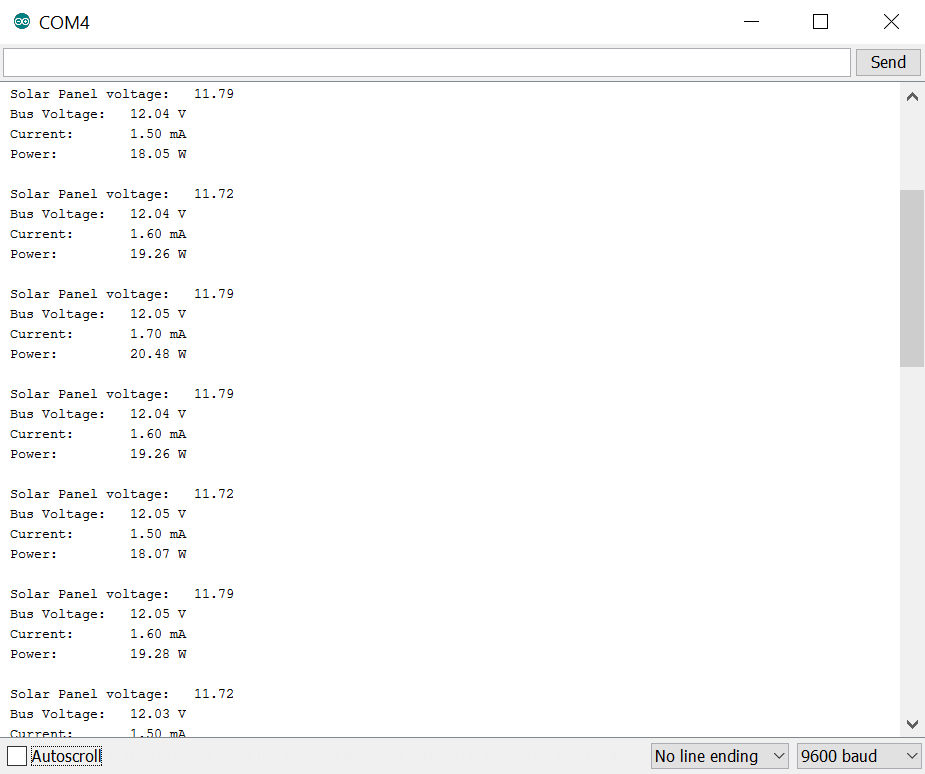 COM4
Send
Solar Panel voltage: 11.79
Bus Voltage: 12.04 V
Current: 1.50 mA
Power: 18.05 W
Solar Panel voltage: 11.72
Bus Voltage: 12.04 V
Current: 1.60 mA
Power: 19.26 W
Solar Panel voltage: 11.79
Bus Voltage: 12.05 V
Current: 1.70 mA
Power: 20.48 W
Solar Panel voltage: 11.79
Bus Voltage: 12.04 V
Current: 1.60 mA
Power: 19.26 W
Solar Panel voltage: 11.72
Bus Voltage: 12.05 V
Current: 1.50 mA
Power: 18.07 W
Solar Panel voltage: 11.79
Bus Voltage: 12.05 V
Current: 1.60 mA
Power: 19.28 W
Solar Panel voltage: 11.72
Bus Voltage: 12.03 V
Current: 1.50 mA
Autoscroll No line ending 9600 baud